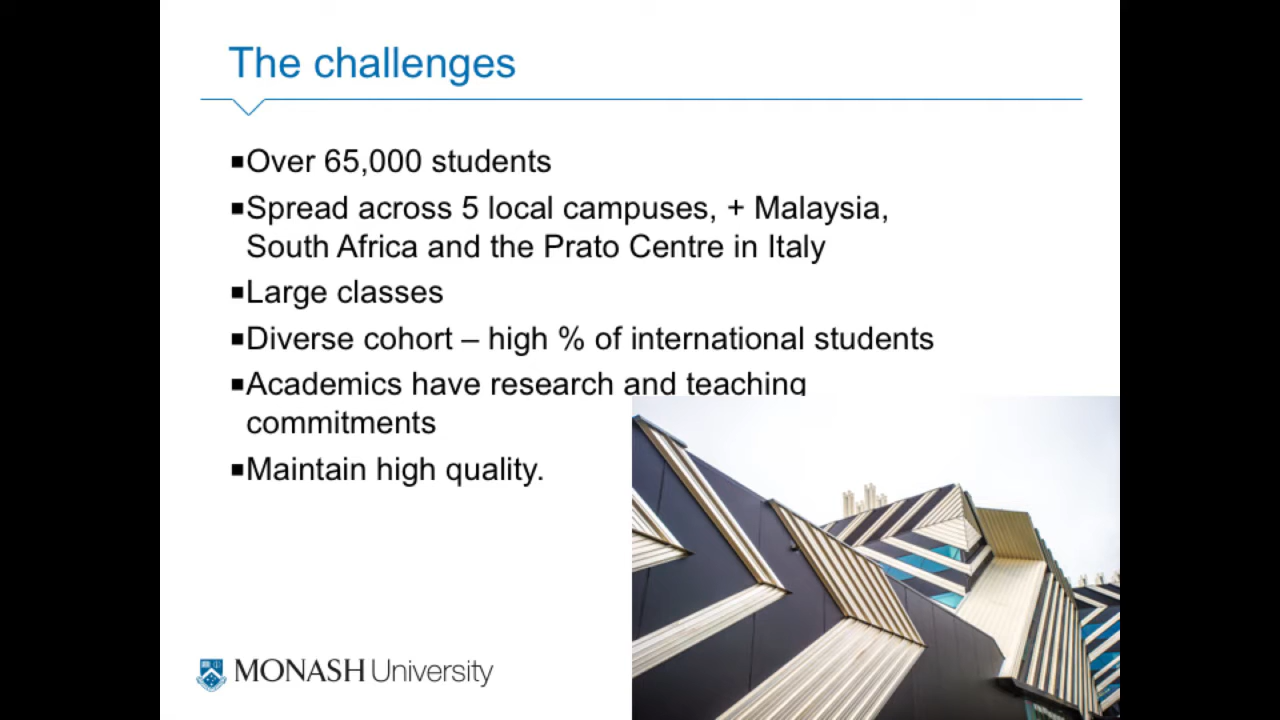 The challenges
▪Over 65,000 students
▪Spread across 5 local campuses, + Malaysia,
South Africa and the Prato Centre in Italy
▪Large classes
▪Diverse cohort – high % of international students
▪Academics have research and teaching
commitments
▪Maintain high quality.
MONASH University